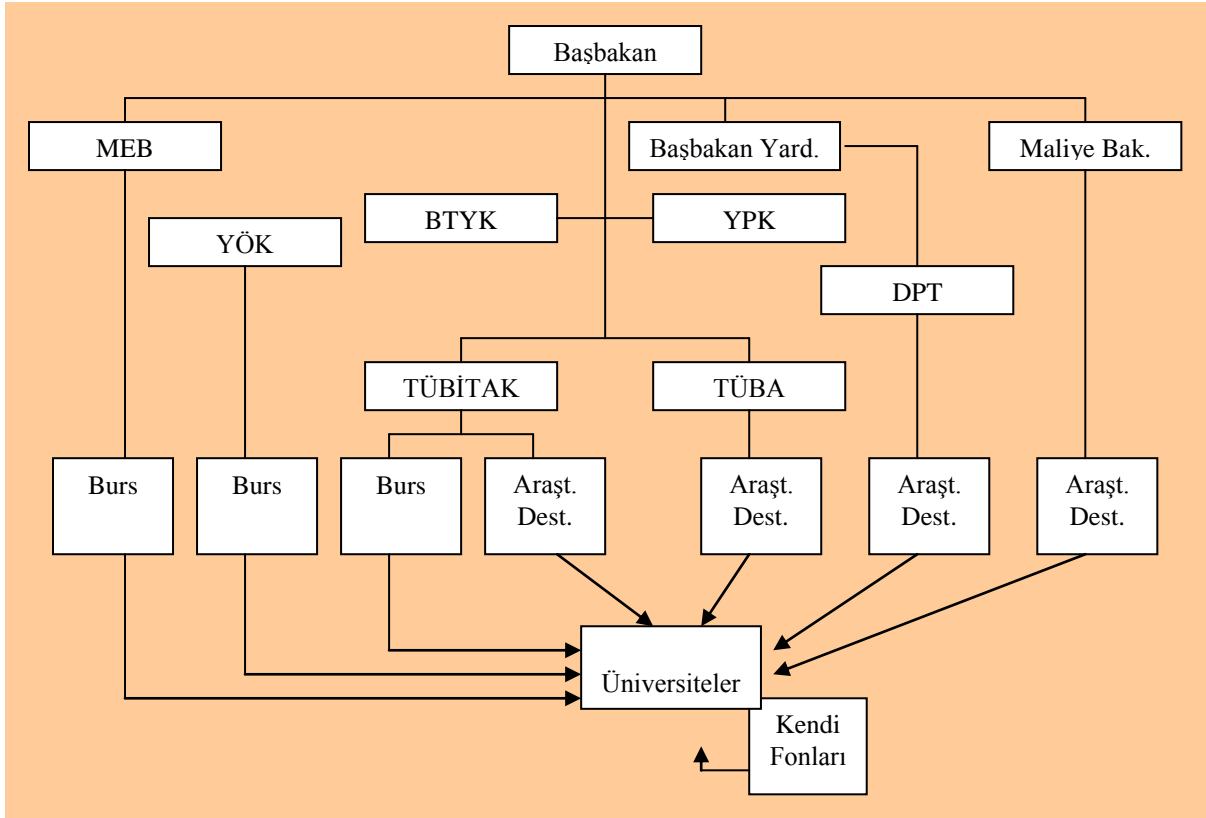 Başbakan
MEB
Başbakan Yard.
Maliye Bak.
BTYK
YPK
YÖK
DPT
TÜBİTAK
TÜBA
Burs
Burs
Burs
Araşt.
Dest.
Araşt.
Dest.
Araşt.
Dest.
Araşt.
Dest.
Üniversiteler
Kendi
Fonları